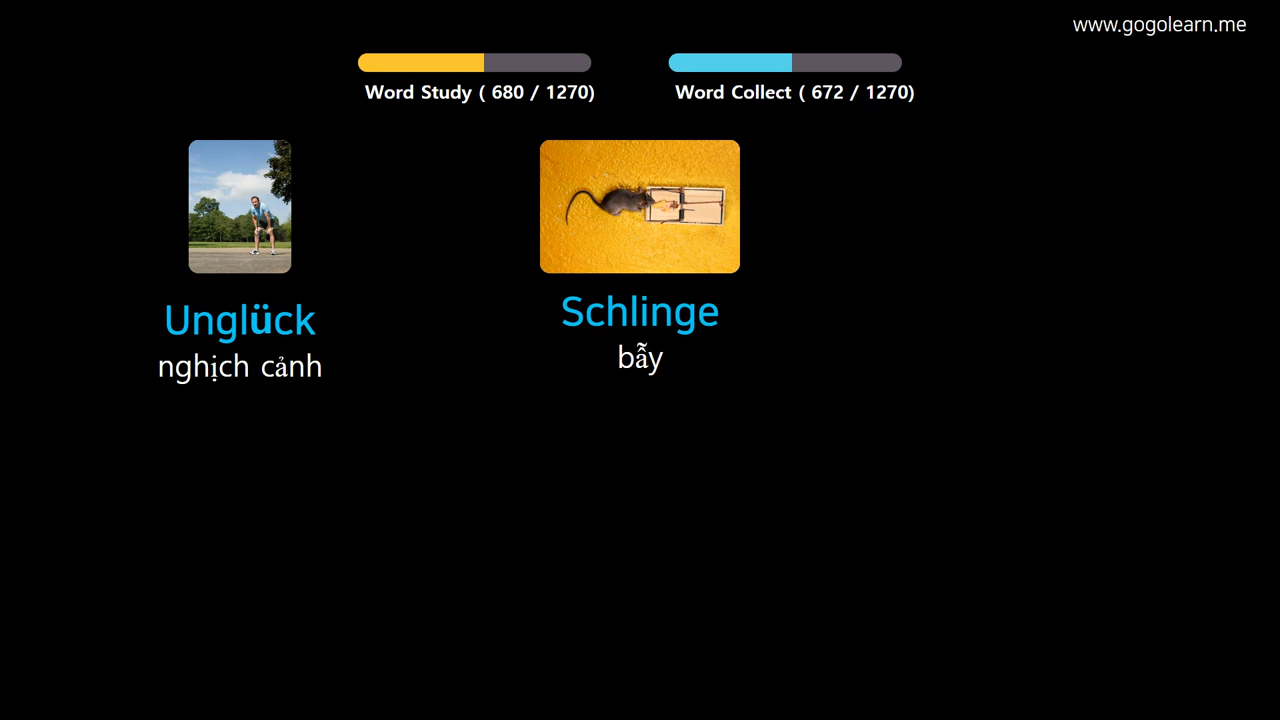 www.gogolearn.me
Word Study ( 680 / 1270)
Word Collect ( 672 / 1270)
Unglück
nghịch cảnh
Schlinge
bẫy